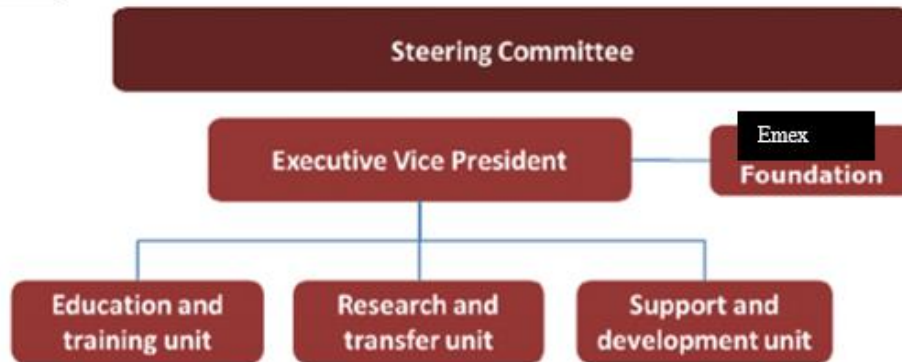 Steering Committee
Executive Vice President
Emex
Foundation
Education and
training unit
Research and
transfer unit
Support and
development unit